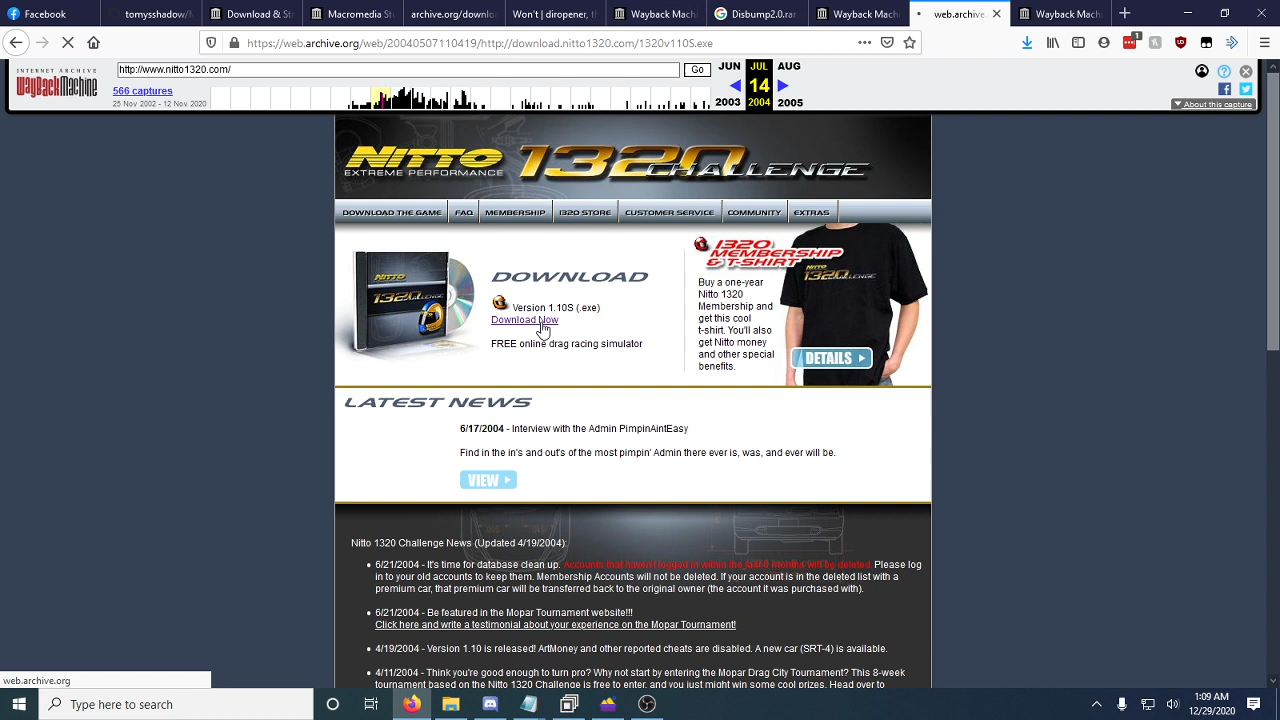 Facebook
tomysshadow/N
Download & St
Macromedia St
archive.org/downlo
Won't | diropener, th
Wayback Mach
Disbump2.0.rar
Wayback Mach
web.archive.
Wayback Mach
https://web.archive.org/web/20040507110419/http://download.nitto1320.com/1320v110S.exe
INTERNET ARCHIVE
WayBackMachine
http://www.nitto1320.com/
Go
JUN JUL AUG
14
2003 2004 2005
566 captures
25 Nov 2002 - 12 Nov 2020
About this capture
NITTO
EXTREME PERFORMANCE
1320 CHALLENGE
DOWNLOAD THE GAME FAQ MEMBERSHIP 1320 STORE CUSTOMER SERVICE COMMUNITY EXTRAS
DOWNLOAD
Version 1.10S (.exe)
Download Now
FREE online drag racing simulator
1320
MEMBERSHIP
& T-SHIRT
Buy a one-year
Nitto 1320
Membership and
get this cool
t-shirt. You'll also
get Nitto money
and other special
benefits.
DETAILS
LATEST NEWS
6/17/2004 - Interview with the Admin PimpinAintEasy
Find in the in's and out's of the most pimpin' Admin there ever is, was, and ever will be.
VIEW
Nitto 1320 Challenge News (Updated 4/19/2004):
6/21/2004 - It's time for database clean up. Accounts that haven't logged in within the last 6 months will be deleted. Please log
in to your old accounts to keep them. Membership Accounts will not be deleted. If your account is in the deleted list with a
premium car, that premium car will be transferred back to the original owner (the account it was purchased with).
6/21/2004 - Be featured in the Mopar Tournament website!!!
Click here and write a testimonial about your experience on the Mopar Tournament!
4/19/2004 - Version 1.10 is released! ArtMoney and other reported cheats are disabled. A new car (SRT-4) is available.
4/11/2004 - Think you're good enough to turn pro? Why not start by entering the Mopar Drag City Tournament? This 8-week
tournament based on the Nitto 1320 Challenge is free to enter, and you just might win some cool prizes. Head over to
web.archive.org
Type here to search
1:09 AM
12/29/2020